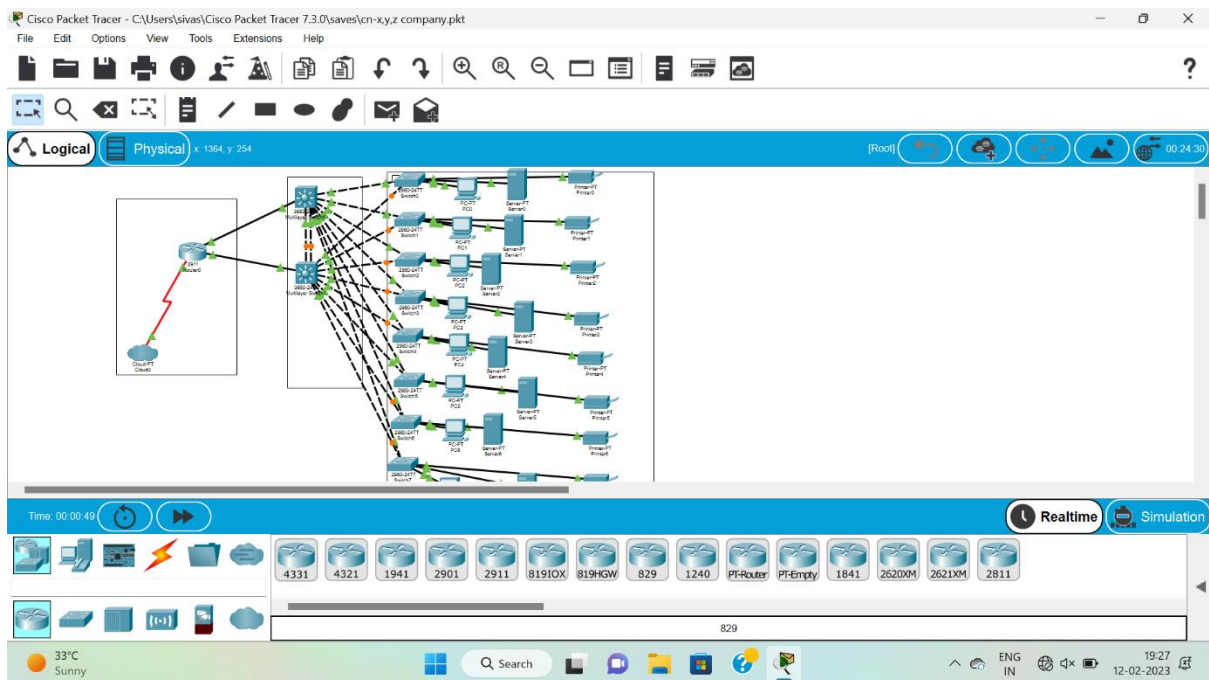 Cisco Packet Tracer - C:\Users\sivas\Cisco Packet Tracer 7.3.0\saves\cn-x,y,z company.pkt
File Edit Options View Tools Extensions Help
Logical Physical x: 1364, y: 254 [Root] 00:24:30
2960-24TT
Switch0
PC-PT
PC0
Server-PT
Server0
Printer-PT
Printer0
2960-24TT
Switch1
PC-PT
PC1
Server-PT
Server1
Printer-PT
Printer1
2911
Router0
2960-24TT
Switch2
PC-PT
PC2
Server-PT
Server2
Printer-PT
Printer2
2960-24TT
Switch3
PC-PT
PC3
Server-PT
Server3
Printer-PT
Printer3
Cloud-PT
Cloud0
2960-24TT
Switch4
PC-PT
PC4
Server-PT
Server4
Printer-PT
Printer4
2960-24TT
Switch5
PC-PT
PC5
Server-PT
Server5
Printer-PT
Printer5
2960-24TT
Switch6
PC-PT
PC6
Server-PT
Server6
Printer-PT
Printer6
2960-24TT
Switch7
Time: 00:00:49 Realtime Simulation
4331 4321 1941 2901 2911 819IOX 819HGW 829 1240 PT-Router PT-Empty 1841 2620XM 2621XM 2811
829
33°C
Sunny
Search
ENG
IN
19:27
12-02-2023